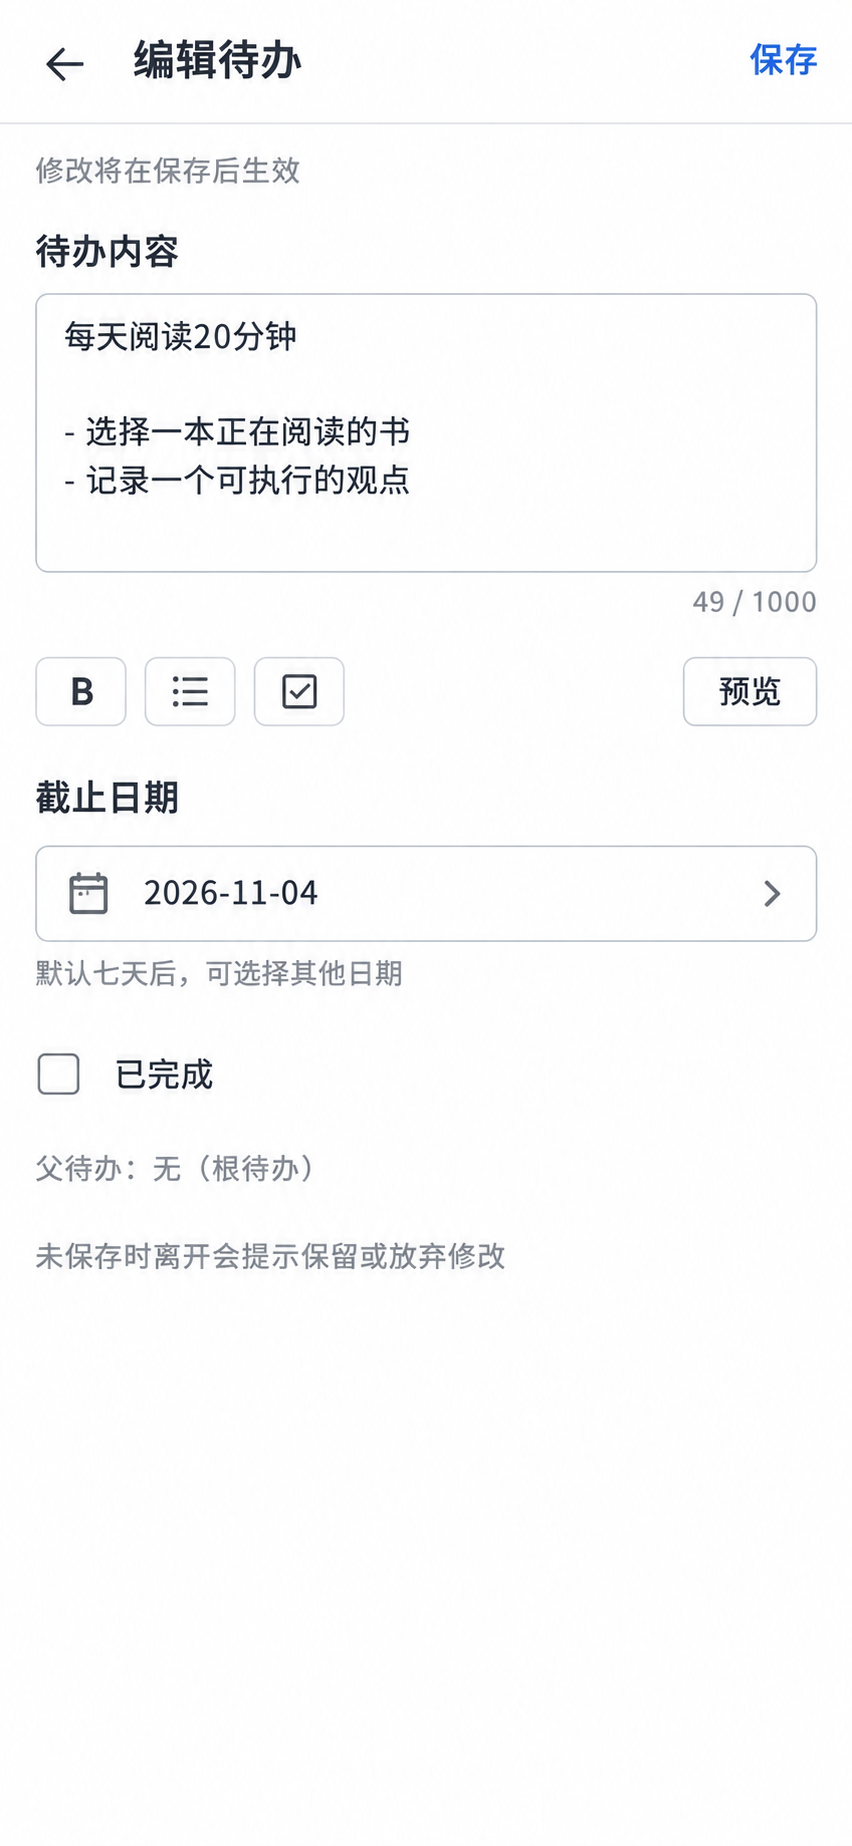 编辑待办
保存
修改将在保存后生效
待办内容
每天阅读20分钟
- 选择一本正在阅读的书
- 记录一个可执行的观点
49 / 1000
B
预览
截止日期
2026-11-04
默认七天后，可选择其他日期
已完成
父待办：无（根待办）
未保存时离开会提示保留或放弃修改